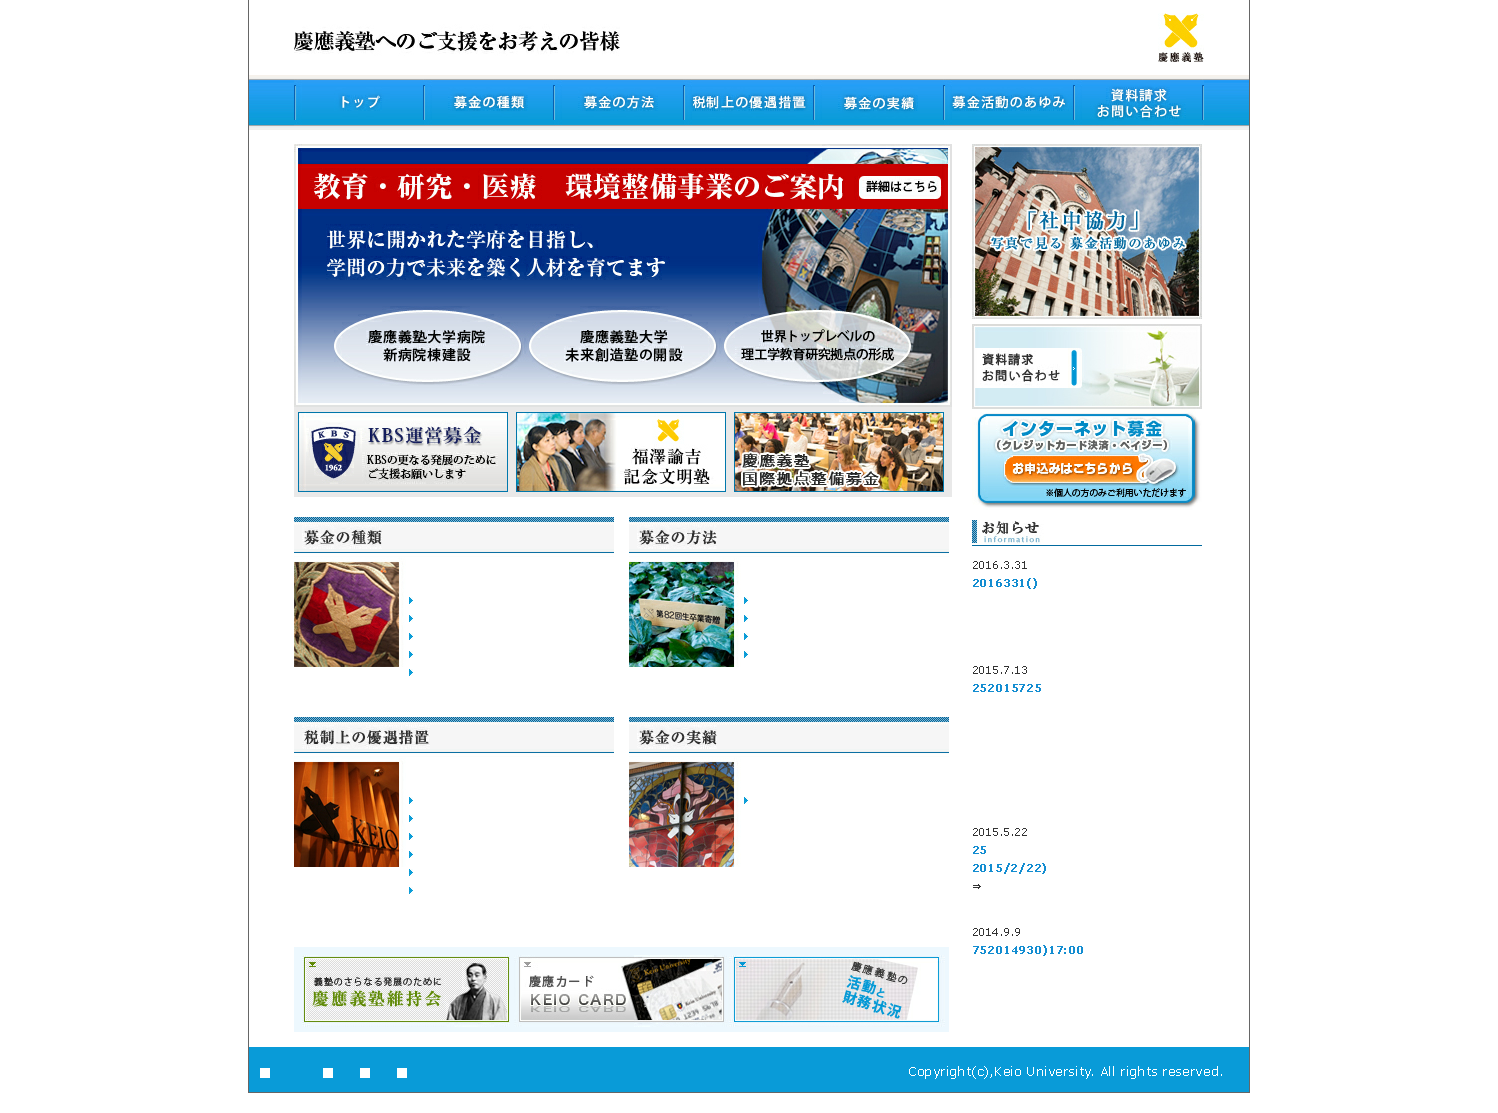 慶應義塾へのご支援をお考えの皆様
慶應義塾
トップ
募金の種類
募金の方法
税制上の優遇措置
募金の実績
募金活動のあゆみ
資料請求
お問い合わせ
教育・研究・医療　環境整備事業のご案内
詳細はこちら
世界に開かれた学府を目指し、
学問の力で未来を築く人材を育てます
慶應義塾大学病院
新病院棟建設
慶應義塾大学
未来創造塾の開設
世界トップレベルの
理工学教育研究拠点の形成
「社中協力」
写真で見る 募金活動のあゆみ
資料請求
お問い合わせ
KBS
1962
KBS運営募金
KBSの更なる発展のために
ご支援お願いします
福澤諭吉
記念文明塾
慶應義塾
国際拠点整備募金
インターネット募金
(クレジットカード決済・ペイジー)
お申込みはこちらから
※個人の方のみご利用いただけます
募金の種類
募金の方法
第82回生卒業寄贈
お知らせ
information
2016.3.31
2016331()
2015.7.13
252015725
税制上の優遇措置
KEIO
募金の実績
2015.5.22
25
2015/2/22)
⇒
2014.9.9
752014930)17:00
義塾のさらなる発展のために
慶應義塾維持会
慶應カード
KEIO CARD
Keio University
慶應義塾の
活動と
財務状況
Copyright(c),Keio University. All rights reserved.